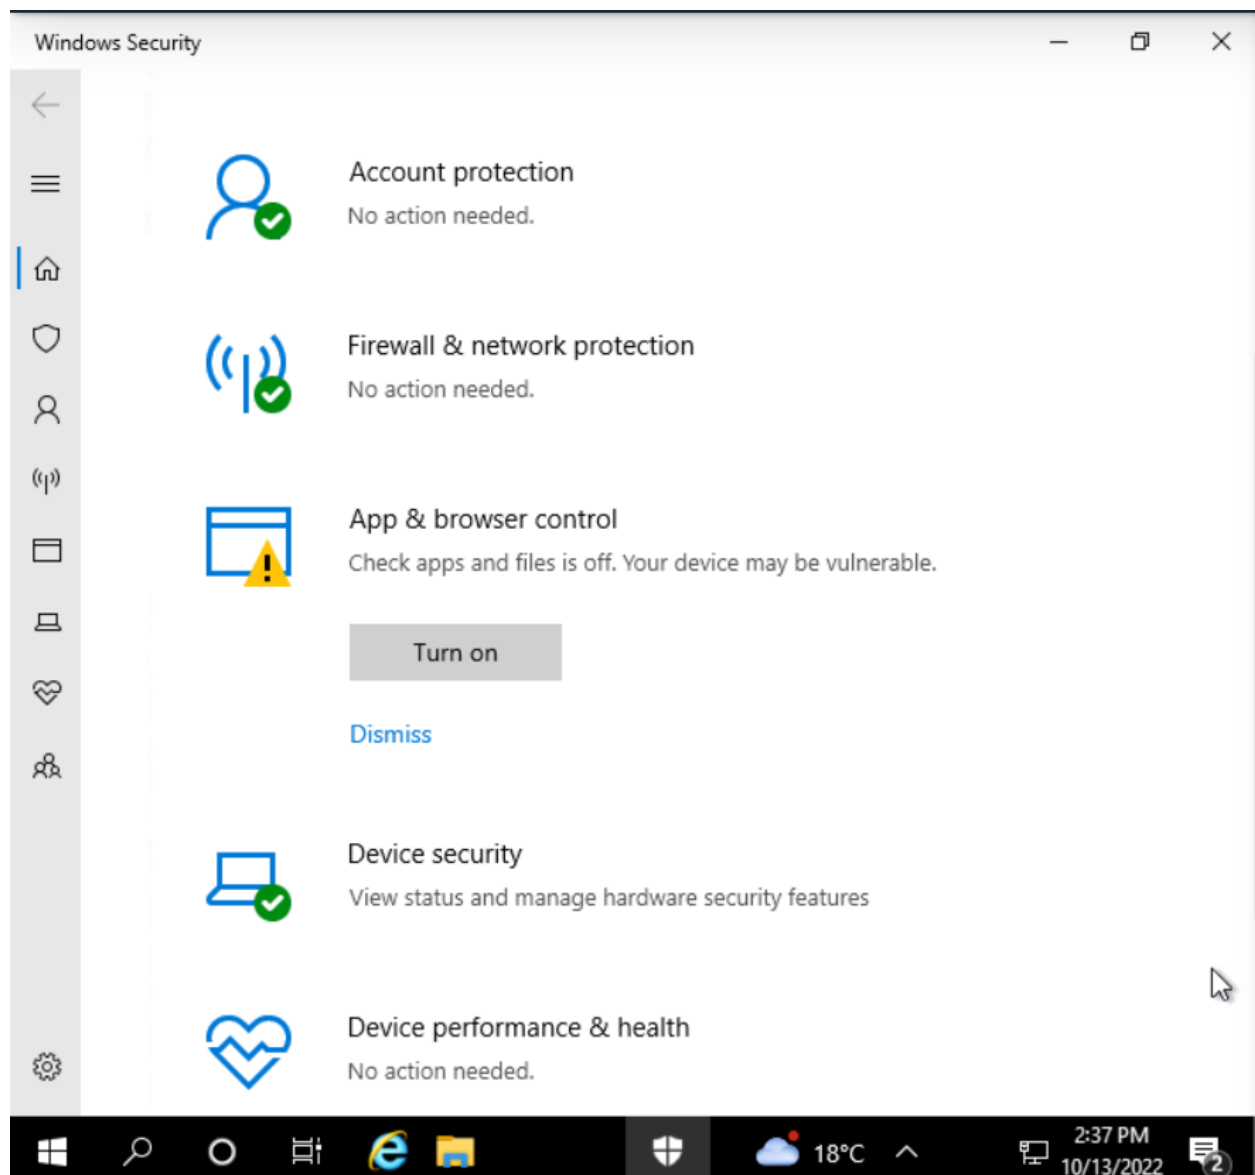 Windows Security
Account protection
No action needed.
Firewall & network protection
No action needed.
App & browser control
Check apps and files is off. Your device may be vulnerable.
Turn on
Dismiss
Device security
View status and manage hardware security features
Device performance & health
No action needed.
18°C
2:37 PM
10/13/2022
2